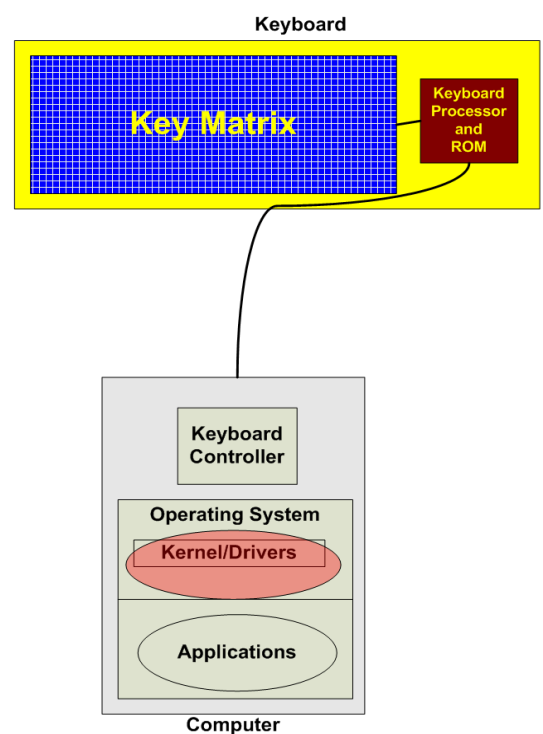 Keyboard
Key Matrix
Keyboard
Processor
and
ROM
Keyboard
Controller
Operating System
Kernel/Drivers
Applications
Computer